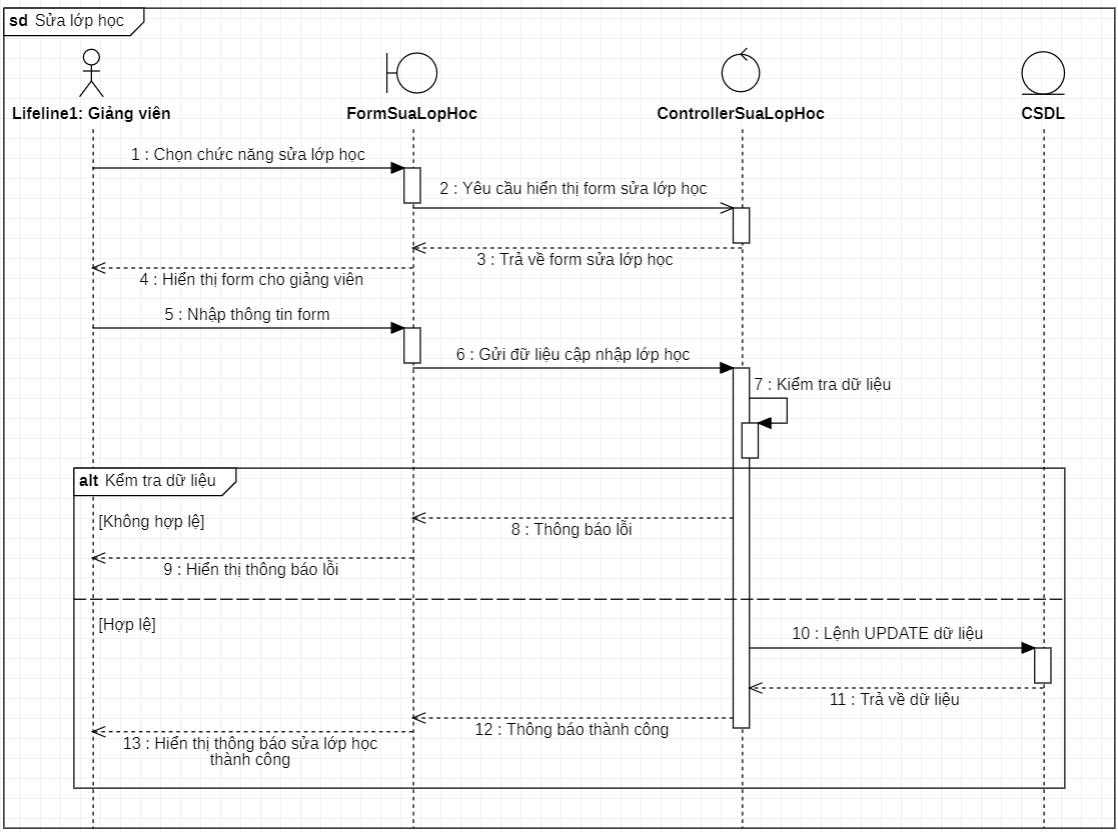 sd Sửa lớp học
Lifeline1: Giảng viên
FormSuaLopHoc
ControllerSuaLopHoc
CSDL
1 : Chọn chức năng sửa lớp học
2 : Yêu cầu hiển thị form sửa lớp học
3 : Trả về form sửa lớp học
4 : Hiển thị form cho giảng viên
5 : Nhập thông tin form
6 : Gửi đữ liệu cập nhập lớp học
7 : Kiểm tra dữ liệu
alt Kểm tra dữ liệu
[Không hợp lệ]
8 : Thông báo lỗi
9 : Hiển thị thông báo lỗi
[Hợp lệ]
10 : Lệnh UPDATE dữ liệu
11 : Trả về dữ liệu
12 : Thông báo thành công
13 : Hiển thị thông báo sửa lớp học
thành công